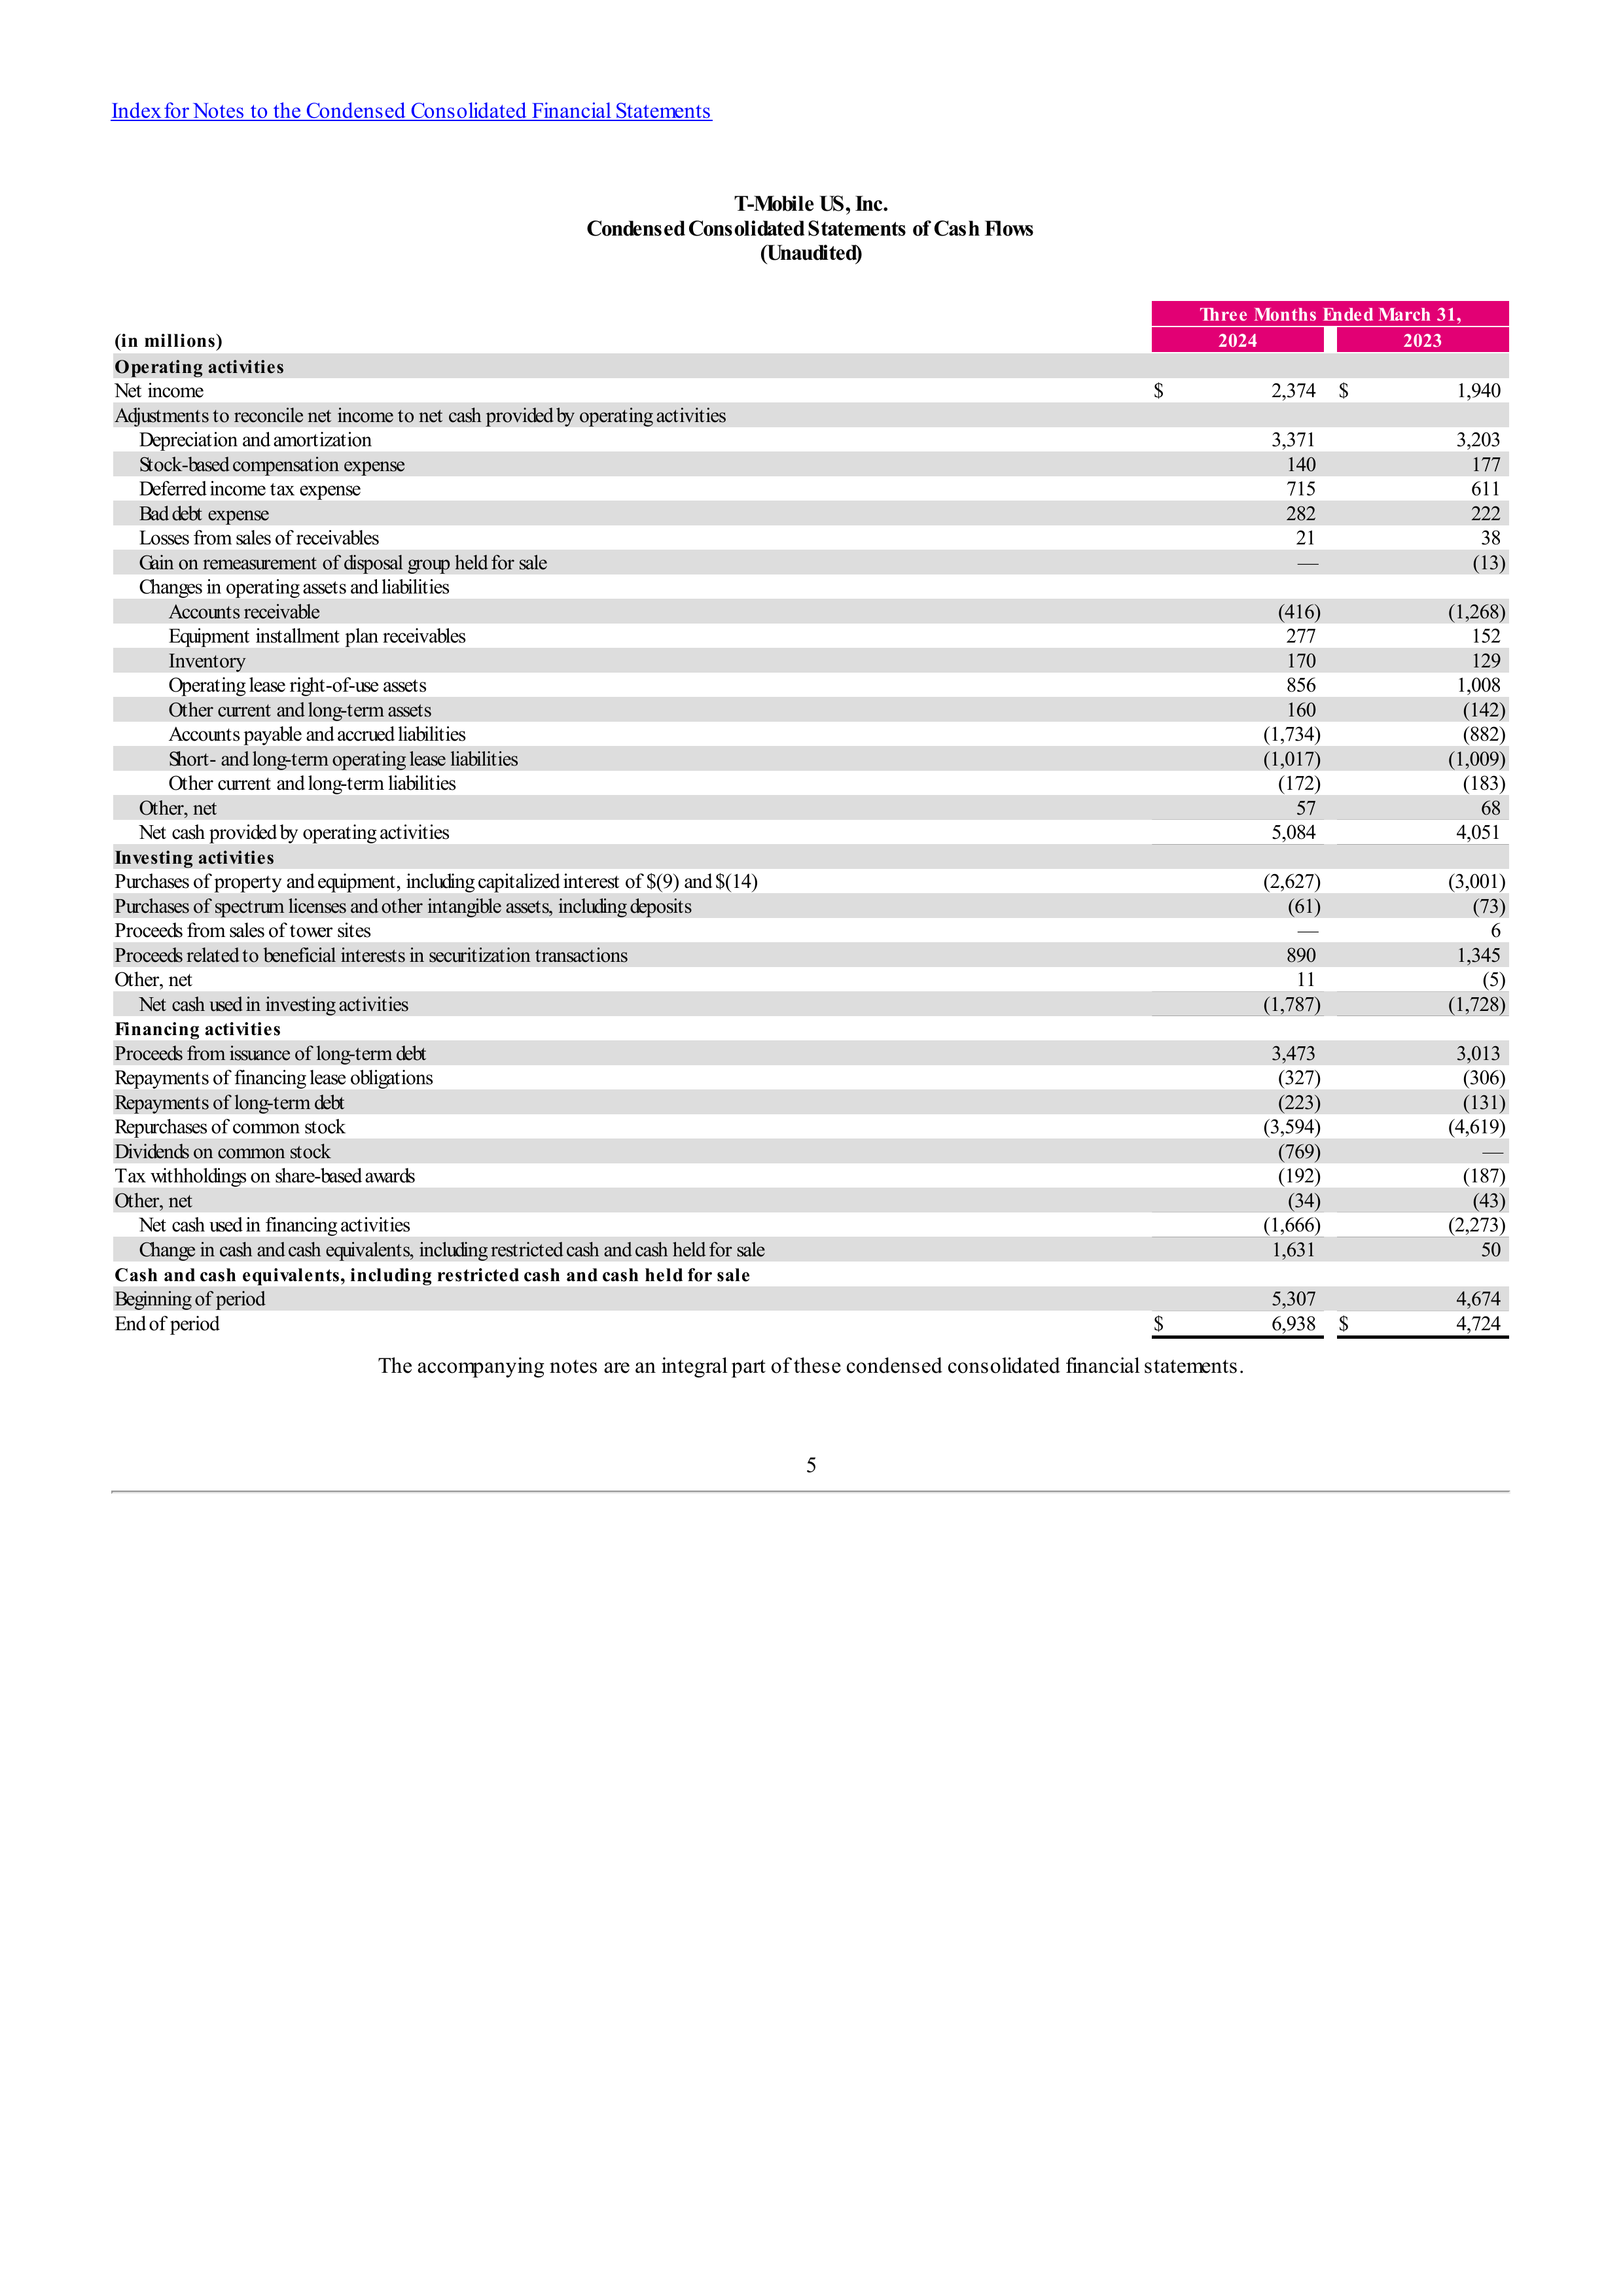 Index for Notes to the Condensed Consolidated Financial Statements
T-Mobile US, Inc.
Condensed Consolidated Statements of Cash Flows
(Unaudited)
Three Months Ended March 31,
(in millions) 2024 2023
Operating activities
Net income $ 2,374 $ 1,940
Adjustments to reconcile net income to net cash provided by operating activities
Depreciation and amortization 3,371 3,203
Stock-based compensation expense 140 177
Deferred income tax expense 715 611
Bad debt expense 282 222
Losses from sales of receivables 21 38
Gain on remeasurement of disposal group held for sale — (13)
Changes in operating assets and liabilities
Accounts receivable (416) (1,268)
Equipment installment plan receivables 277 152
Inventory 170 129
Operating lease right-of-use assets 856 1,008
Other current and long-term assets 160 (142)
Accounts payable and accrued liabilities (1,734) (882)
Short- and long-term operating lease liabilities (1,017) (1,009)
Other current and long-term liabilities (172) (183)
Other, net 57 68
Net cash provided by operating activities 5,084 4,051
Investing activities
Purchases of property and equipment, including capitalized interest of $(9) and $(14) (2,627) (3,001)
Purchases of spectrum licenses and other intangible assets, including deposits (61) (73)
Proceeds from sales of tower sites — 6
Proceeds related to beneficial interests in securitization transactions 890 1,345
Other, net 11 (5)
Net cash used in investing activities (1,787) (1,728)
Financing activities
Proceeds from issuance of long-term debt 3,473 3,013
Repayments of financing lease obligations (327) (306)
Repayments of long-term debt (223) (131)
Repurchases of common stock (3,594) (4,619)
Dividends on common stock (769) —
Tax withholdings on share-based awards (192) (187)
Other, net (34) (43)
Net cash used in financing activities (1,666) (2,273)
Change in cash and cash equivalents, including restricted cash and cash held for sale 1,631 50
Cash and cash equivalents, including restricted cash and cash held for sale
Beginning of period 5,307 4,674
End of period $ 6,938 $ 4,724
The accompanying notes are an integral part of these condensed consolidated financial statements.
5